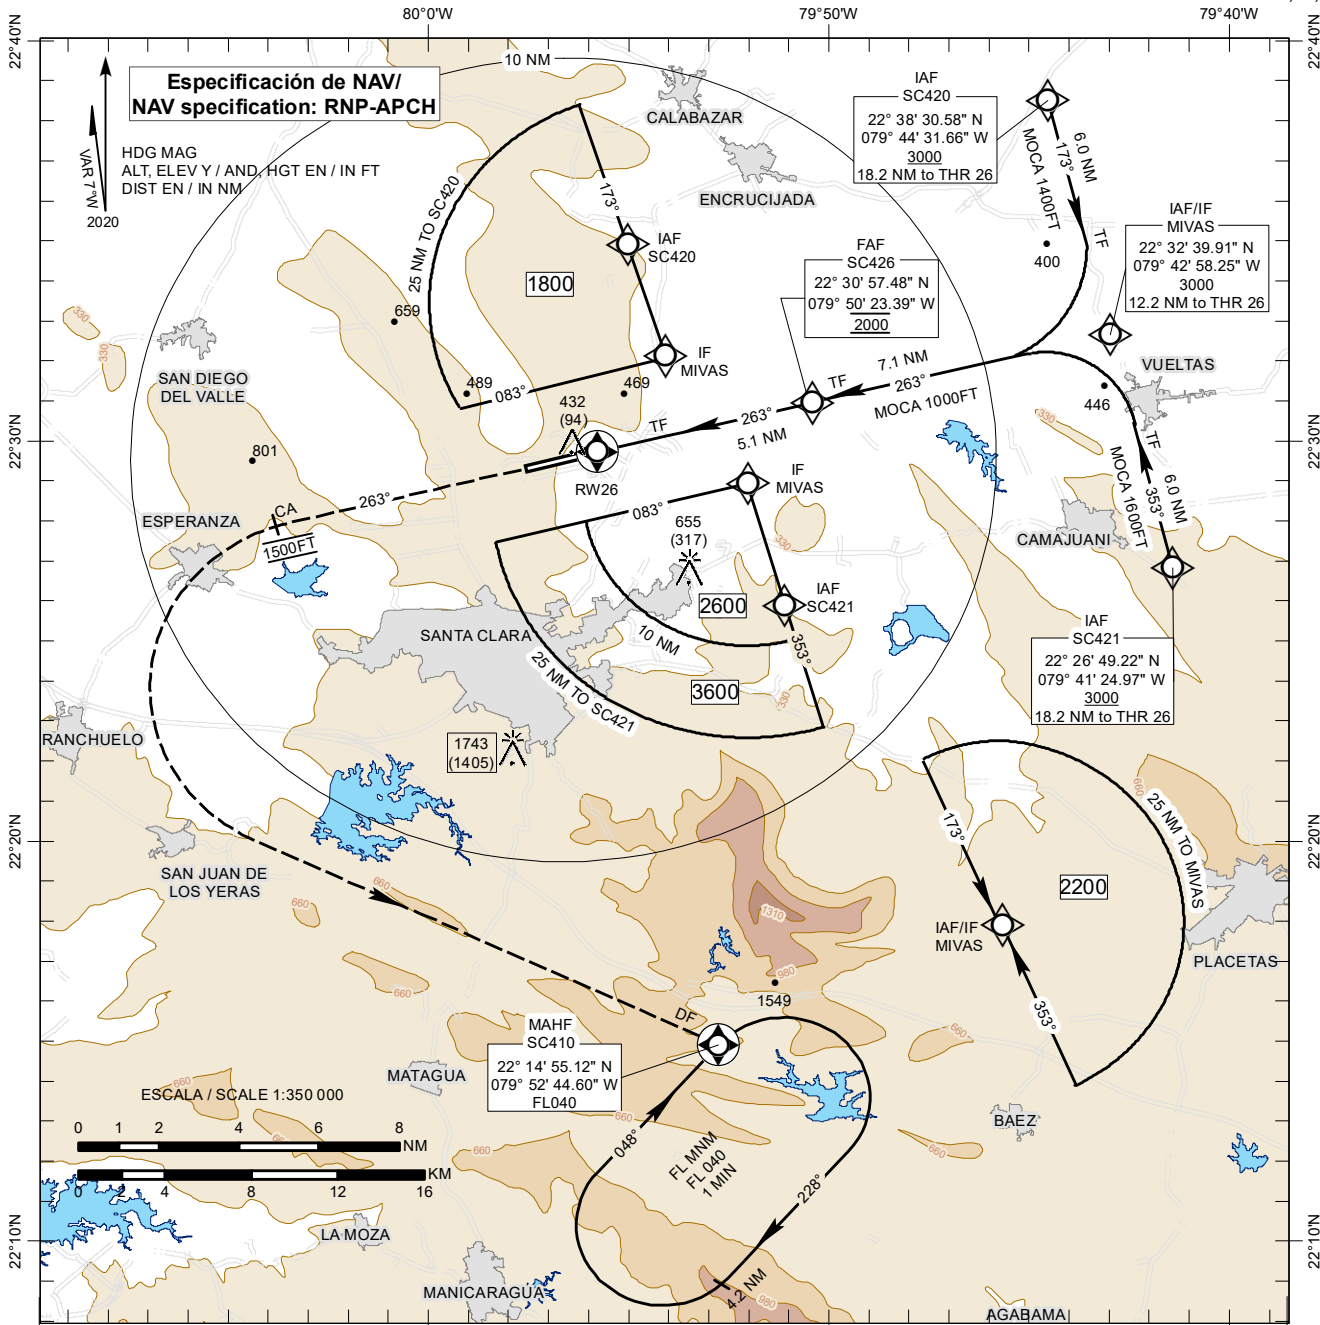 80°0'W
79°50'W
79°40'W
22°40'N
22°40'N
Especificación de NAV/
NAV specification: RNP-APCH
VAR 7°W
2020
HDG MAG
ALT, ELEV Y / AND, HGT EN / IN FT
DIST EN / IN NM
10 NM
CALABAZAR
ENCRUCIJADA
IAF
SC420
22° 38' 30.58" N
079° 44' 31.66" W
3000
18.2 NM to THR 26
6.0 NM
173°
MOCA 1400FT
TF
400
IAF/IF
MIVAS
22° 32' 39.91" N
079° 42' 58.25" W
3000
12.2 NM to THR 26
25 NM TO SC420
173°
IAF
SC420
1800
659
FAF
SC426
22° 30' 57.48" N
079° 50' 23.39" W
2000
330
330
SAN DIEGO
DEL VALLE
IF
MIVAS
083°
489
469
432
(94)
7.1 NM
TF
263°
MOCA 1000FT
VUELTAS
446
330
22°30'N
22°30'N
TF
263°
5.1 NM
RW26
801
ESPERANZA
CA
263°
1500FT
IF
MIVAS
083°
655
(317)
330
TF
6.0 NM
353°
MOCA 1600FT
CAMAJUANI
2600
IAF
SC421
10 NM
353°
SANTA CLARA
25 NM TO SC421
3600
330
IAF
SC421
22° 26' 49.22" N
079° 41' 24.97" W
3000
18.2 NM to THR 26
RANCHUELO
1743
(1405)
660
22°20'N
22°20'N
SAN JUAN DE
LOS YERAS
660
660
173°
25 NM TO MIVAS
2200
IAF/IF
MIVAS
353°
PLACETAS
1310
980
1549
660
660
DF
MAHF
SC410
22° 14' 55.12" N
079° 52' 44.60" W
FL040
MATAGUA
660
ESCALA / SCALE 1:350 000
0 1 2 4 6 8 NM
0 2 4 8 12 16 KM
660
660
660
660
BAEZ
048°
FL MNM
FL 040
1 MIN
228°
4.2 NM
980
LA MOZA
22°10'N
22°10'N
MANICARAGUA
AGABAMA